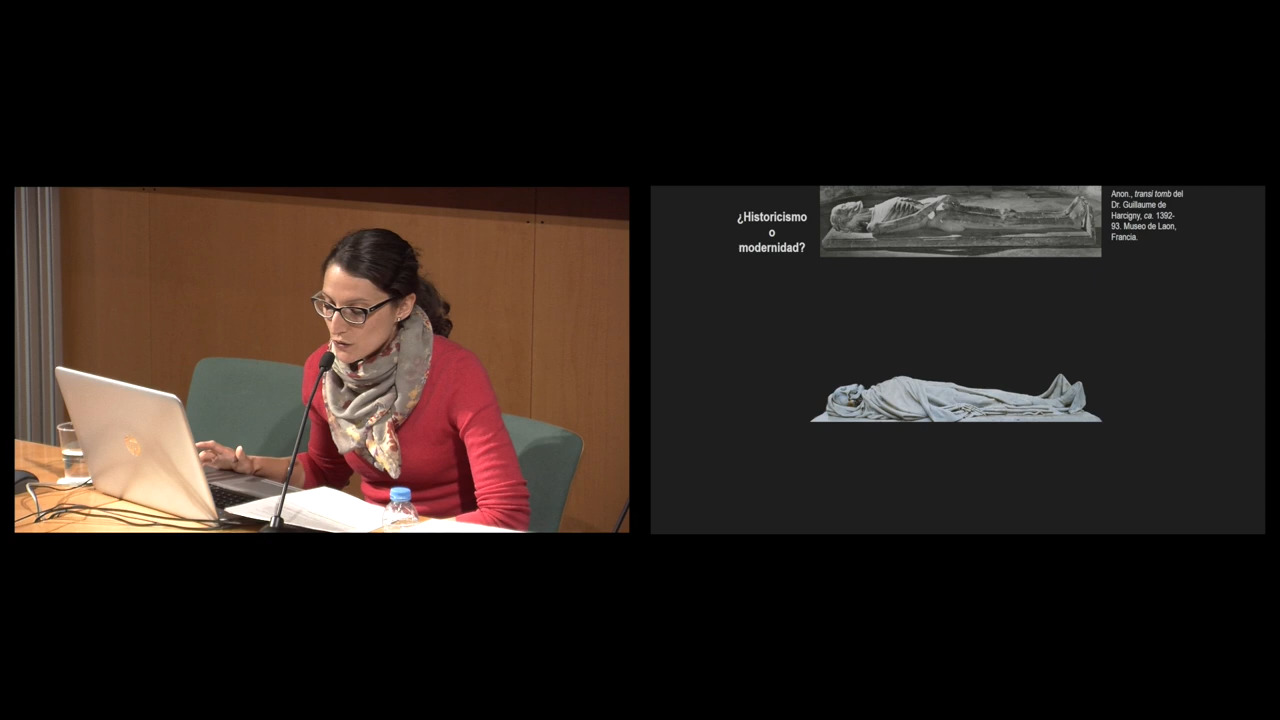 ¿Historicismo
o
modernidad?
Anon., transi tomb del
Dr. Guillaume de
Harcigny, ca. 1392-
93. Museo de Laon,
Francia.